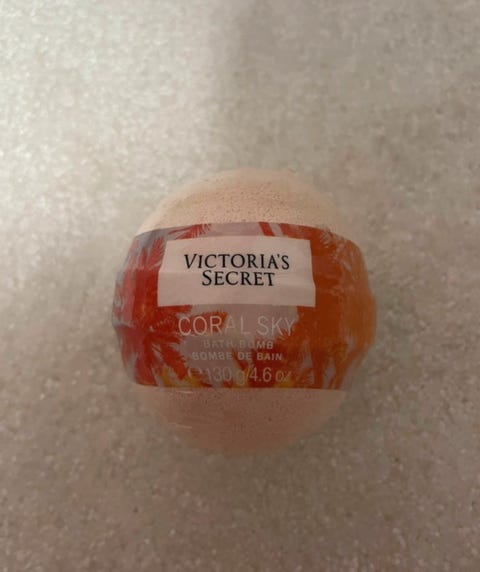 VICTORIA'S
SECRET
CORAL SKY
BATH BOMB
BOMBE DE BAIN
℮ 130 g/4.6 oz